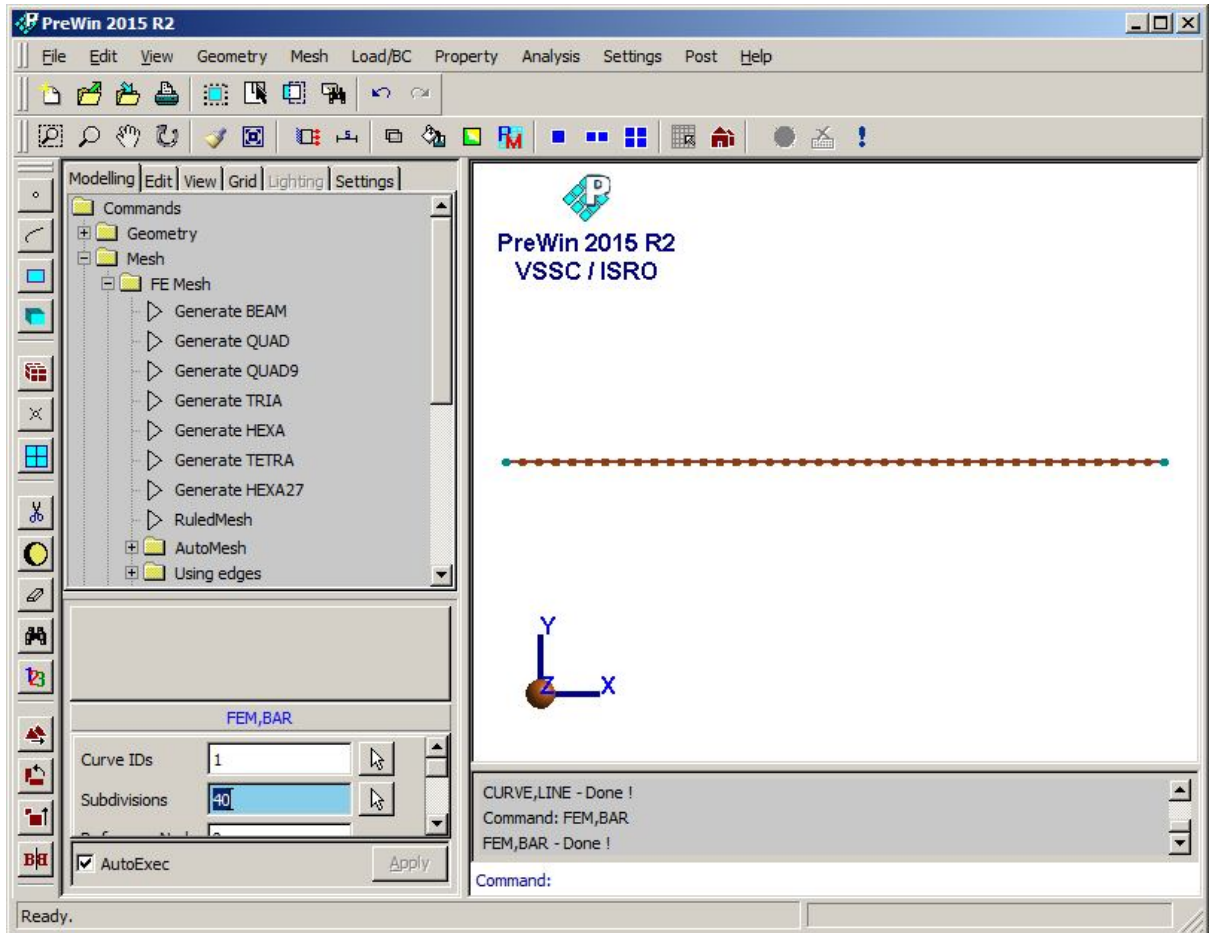 PreWin 2015 R2
File Edit View Geometry Mesh Load/BC Property Analysis Settings Post Help
Modelling Edit View Grid Lighting Settings
Commands
Geometry
Mesh
FE Mesh
Generate BEAM
Generate QUAD
Generate QUAD9
Generate TRIA
Generate HEXA
Generate TETRA
Generate HEXA27
RuledMesh
AutoMesh
Using edges
FEM,BAR
Curve IDs 1
Subdivisions 40
AutoExec Apply
PreWin 2015 R2
VSSC / ISRO
Y
Z X
CURVE,LINE - Done !
Command: FEM,BAR
FEM,BAR - Done !
Command:
Ready.